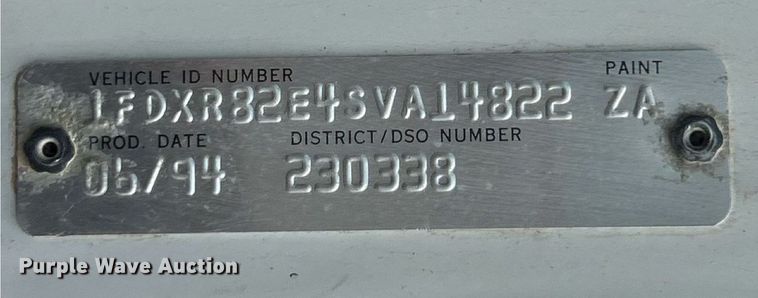 VEHICLE ID NUMBER PAINT
1FDXR82E4SVA14822 ZA
PROD. DATE DISTRICT/DSO NUMBER
06/94 230338
Purple Wave Auction